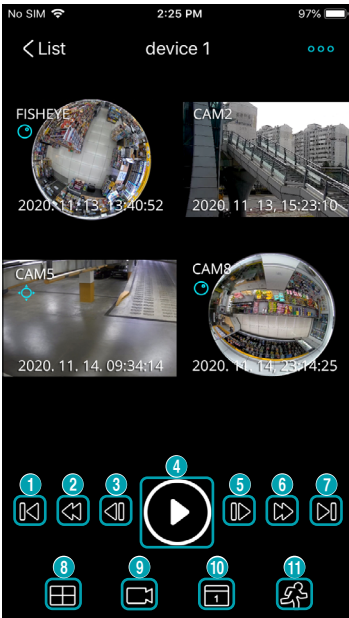 No SIM 2:25 PM 97%
List device 1
FISHEYE CAM2
2020. 11. 13. 13:40:52 2020. 11. 13, 15:23:10
CAM5 CAM8
2020. 11. 14. 09:34:14 2020. 11. 14, 23:14:25
4
1 2 3 5 6 7
8 9 10 11
1